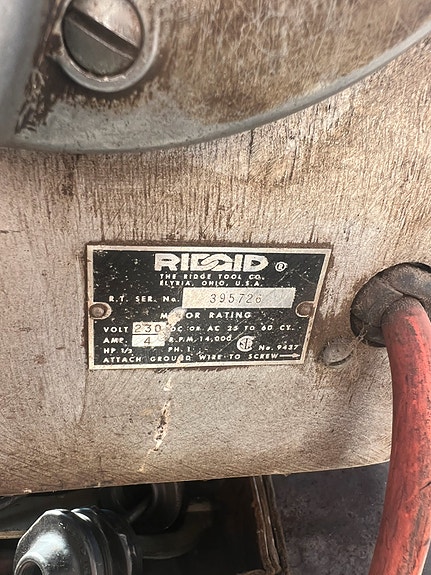 RIDGID ®
THE RIDGE TOOL CO.
ELYRIA, OHIO, U.S.A.
R.T. SER. No. 395726
MOTOR RATING
VOLT 230 DC OR AC 25 TO 60 CY.
AMP. 4 R.P.M. 14,000
HP 1/3 PH. 1 No. 9437
ATTACH GROUND WIRE TO SCREW